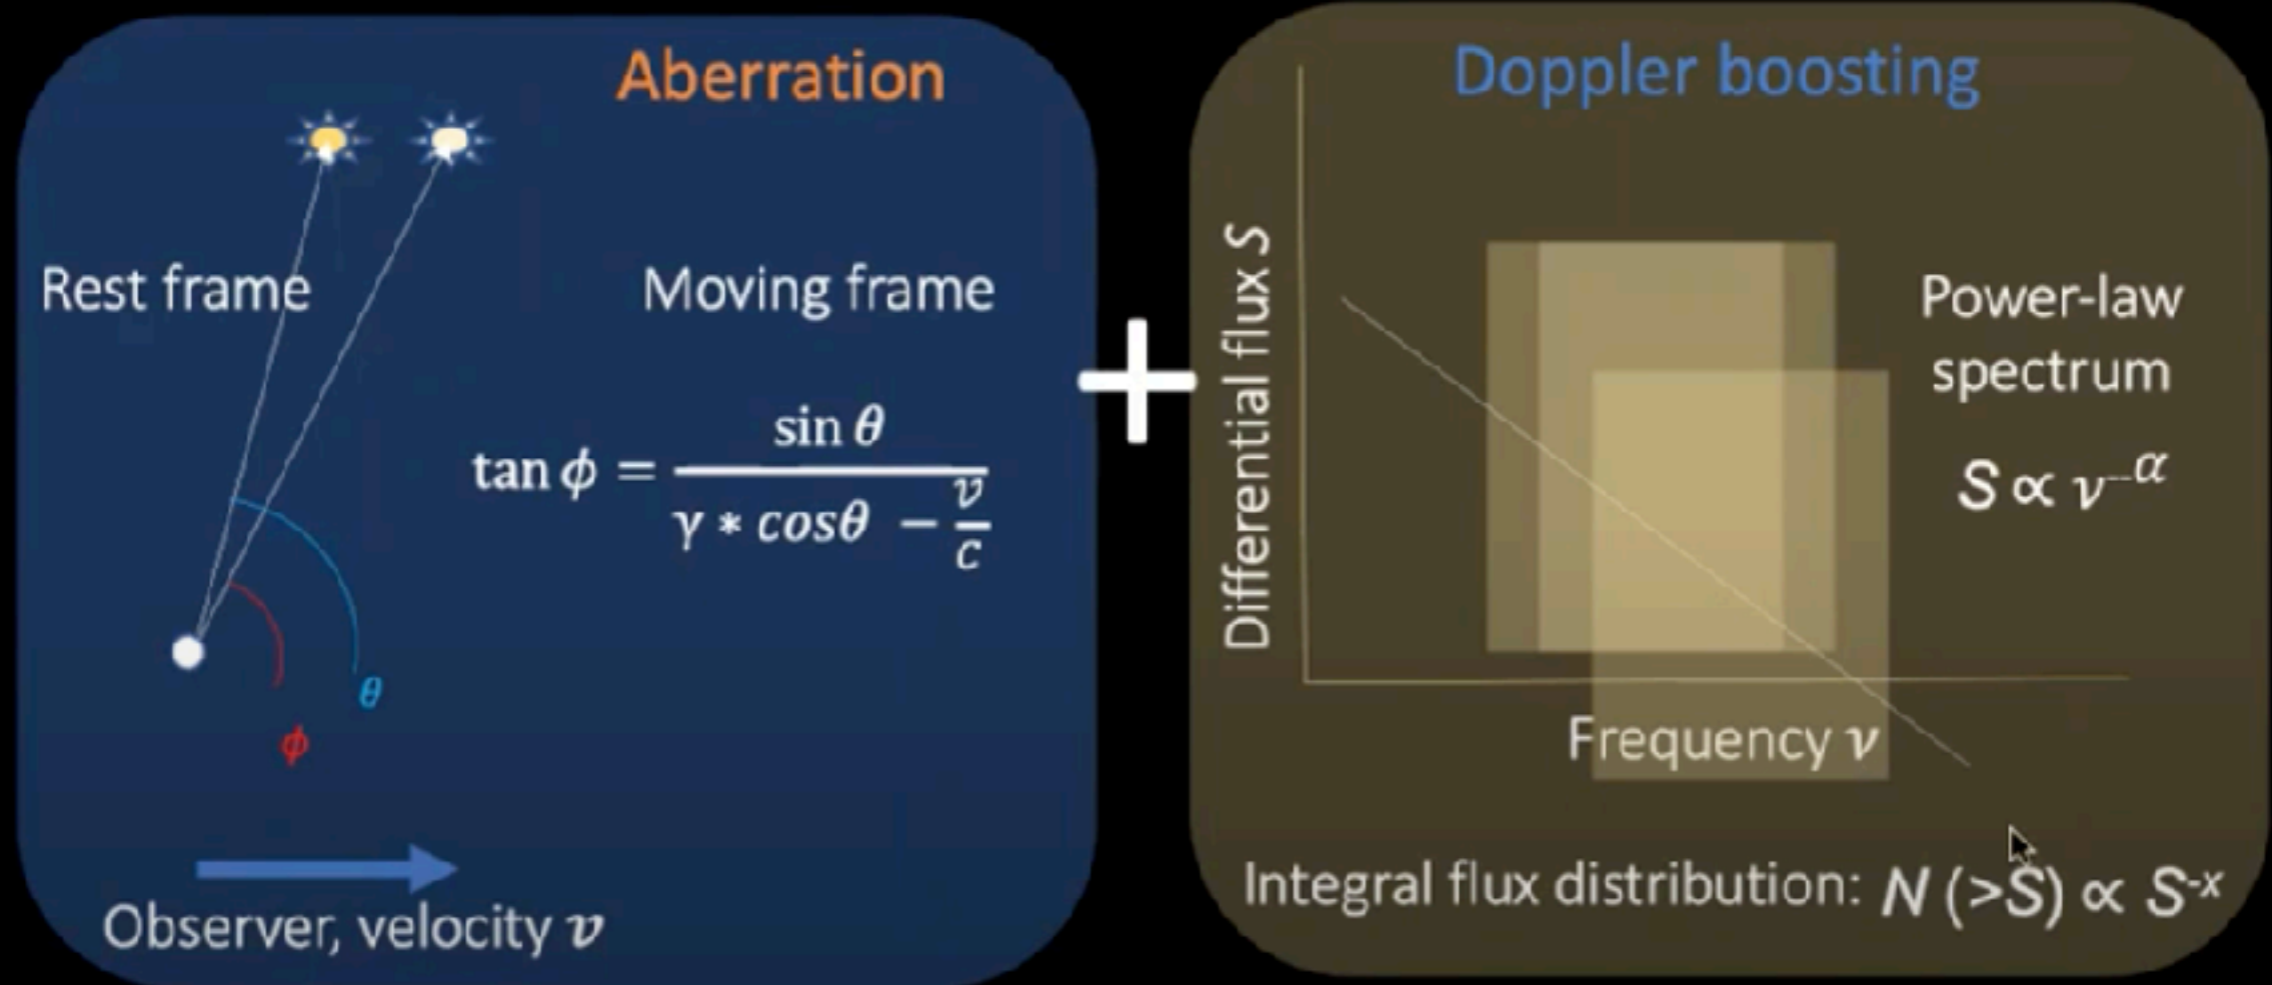 Aberration
Rest frame
Moving frame
tan ϕ = sin θ / γ * cosθ − v/c
θ
ϕ
Observer, velocity v
+
Doppler boosting
Differential flux S
Power-law
spectrum
S ∝ ν^−α
Frequency ν
Integral flux distribution: N (>S) ∝ S^-x